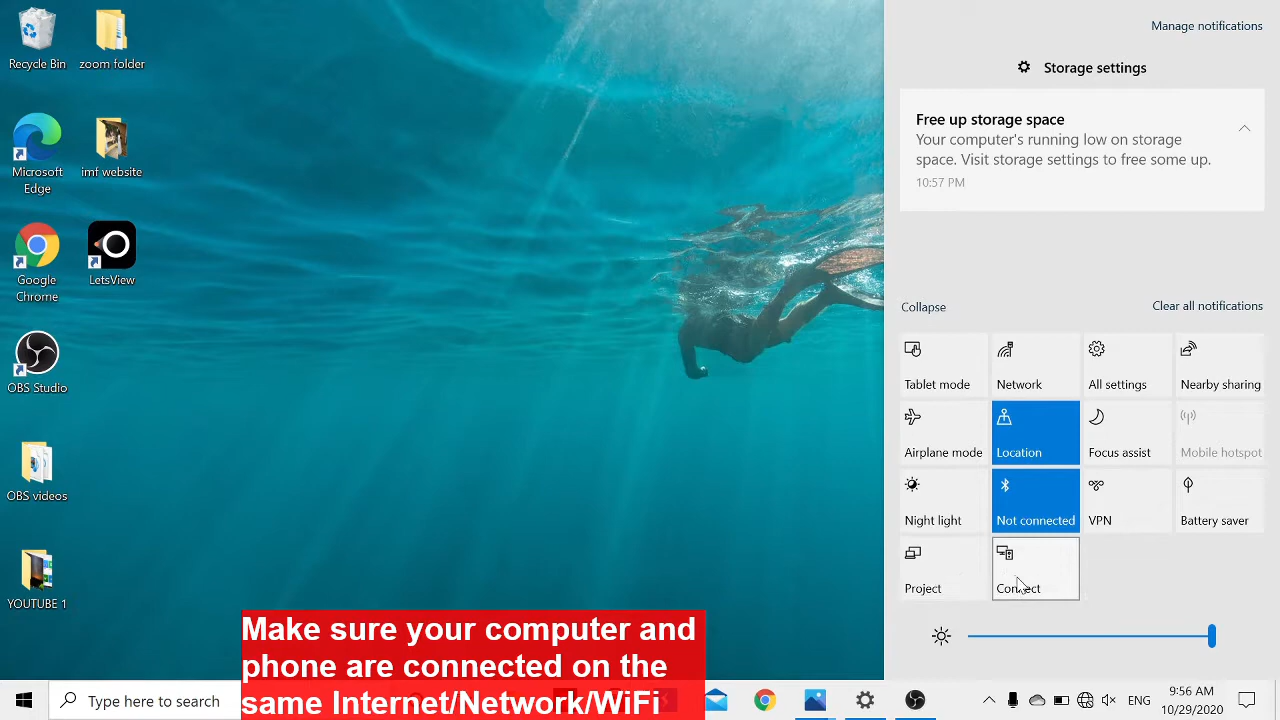 Recycle Bin
zoom folder
Microsoft
Edge
imf website
Google
Chrome
LetsView
OBS Studio
OBS videos
YOUTUBE 1
Manage notifications
Storage settings
Free up storage space
Your computer's running low on storage
space. Visit storage settings to free some up.
10:57 PM
Collapse
Clear all notifications
Tablet mode
Network
All settings
Nearby sharing
Airplane mode
Location
Focus assist
Mobile hotspot
Night light
Not connected
VPN
Battery saver
Project
Connect
Make sure your computer and
phone are connected on the
same Internet/Network/WiFi
Type here to search
ENG
9:56 AM
10/29/2020